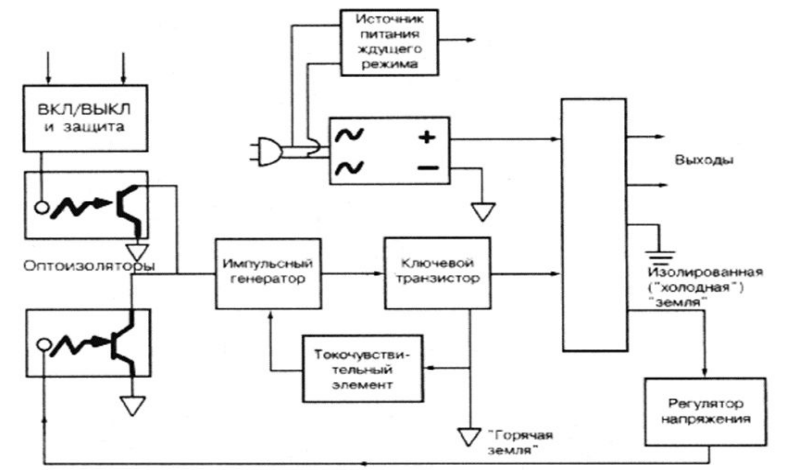 Источник
питания
ждущего
режима
ВКЛ/ВЫКЛ
и защита
+
−
Выходы
Оптоизоляторы
Импульсный
генератор
Ключевой
транзистор
Изолированная
("холодная")
"земля"
Токочувстви-
тельный
элемент
"Горячая
земля"
Регулятор
напряжения